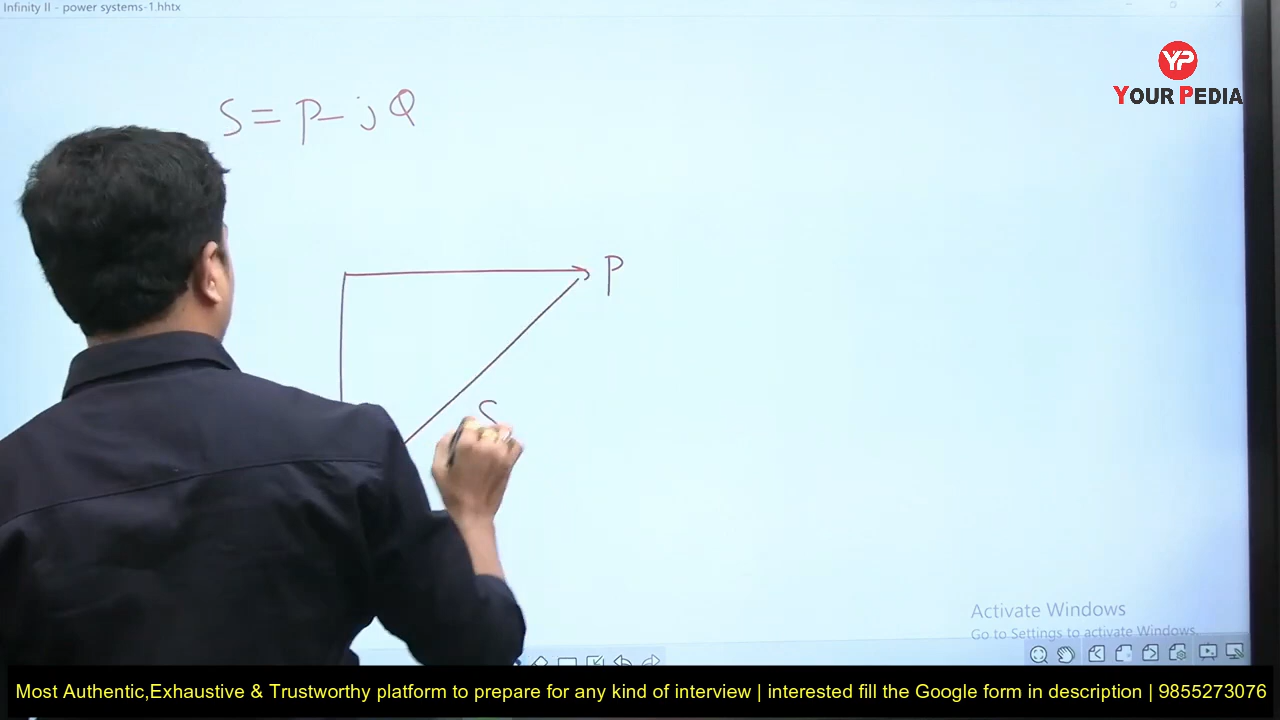 Infinity II - power systems-1.hhtx
YP
YOUR PEDIA
S = P - jQ
P
S
Activate Windows
Go to Settings to activate Windows.
Most Authentic,Exhaustive & Trustworthy platform to prepare for any kind of interview | interested fill the Google form in description | 9855273076